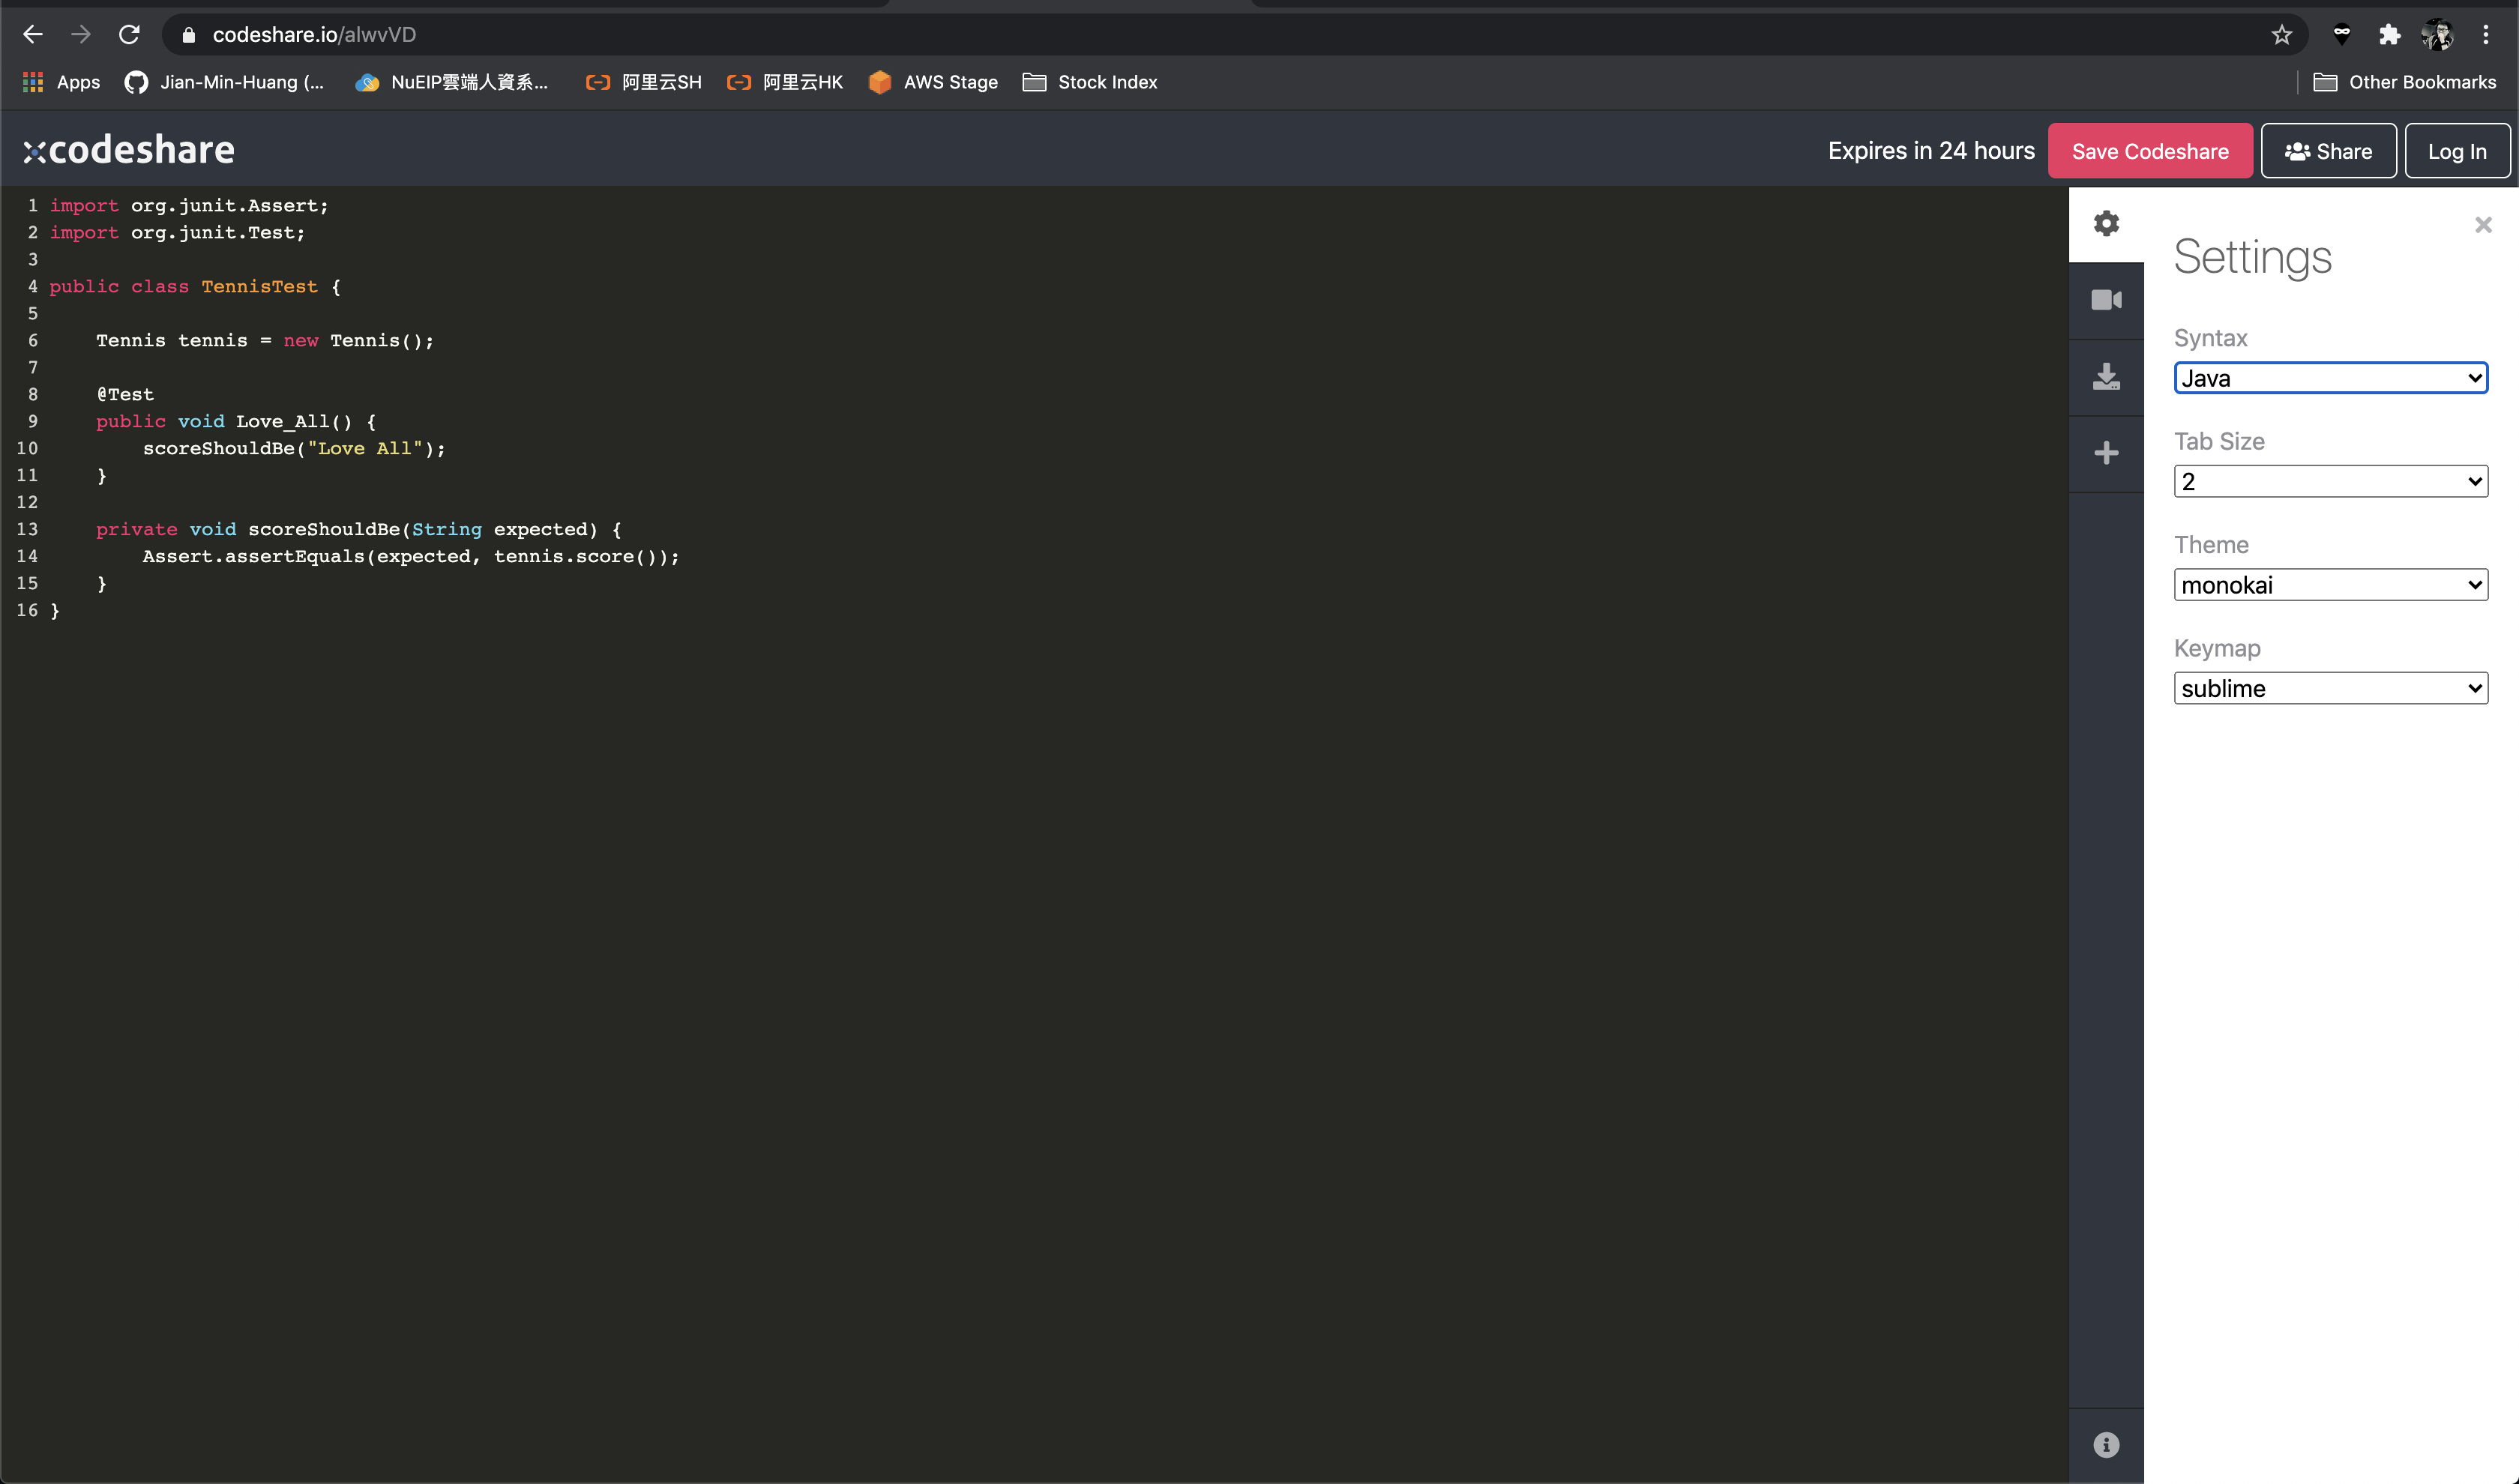 codeshare.io/alwvVD
Apps Jian-Min-Huang (... NuEIP雲端人資系... 阿里云SH 阿里云HK AWS Stage Stock Index Other Bookmarks
codeshare Expires in 24 hours Save Codeshare Share Log In
1 import org.junit.Assert;
2 import org.junit.Test;
3
4 public class TennisTest {
5
6     Tennis tennis = new Tennis();
7
8     @Test
9     public void Love_All() {
10         scoreShouldBe("Love All");
11     }
12
13     private void scoreShouldBe(String expected) {
14         Assert.assertEquals(expected, tennis.score());
15     }
16 }
Settings
Syntax
Java
Tab Size
2
Theme
monokai
Keymap
sublime